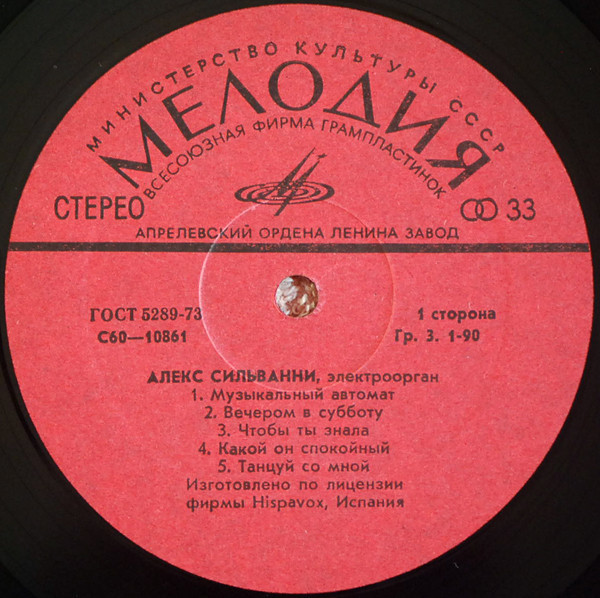 МИНИСТЕРСТВО КУЛЬТУРЫ СССР
МЕЛОДИЯ
ВСЕСОЮЗНАЯ ФИРМА ГРАМПЛАСТИНОК
СТЕРЕО
33
АПРЕЛЕВСКИЙ ОРДЕНА ЛЕНИНА ЗАВОД
ГОСТ 5289-73
1 сторона
С60—10861
Гр. 3. 1-90
АЛЕКС СИЛЬВАННИ, электроорган
1. Музыкальный автомат
2. Вечером в субботу
3. Чтобы ты знала
4. Какой он спокойный
5. Танцуй со мной
Изготовлено по лицензии
фирмы Hispavox, Испания